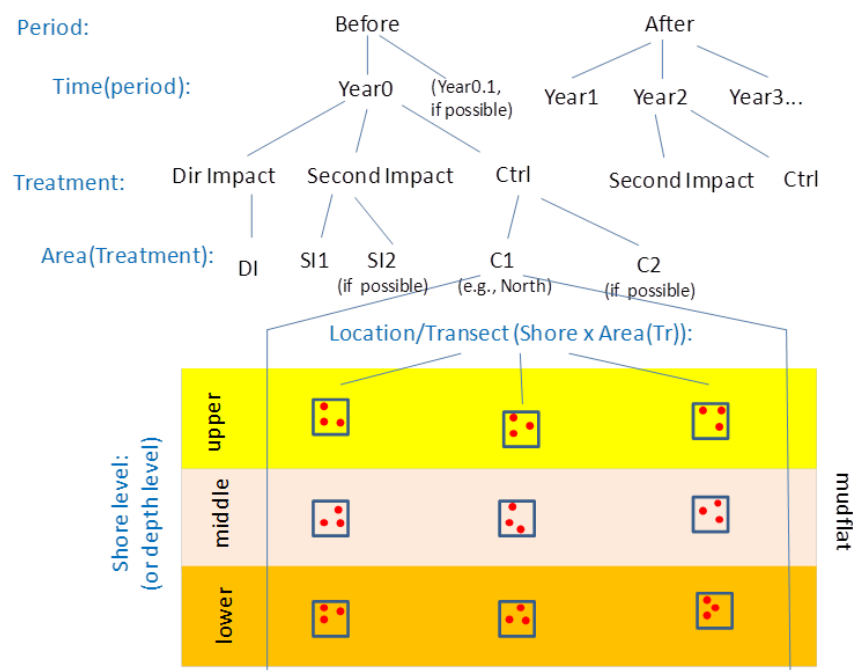 Period:
Before
After
Time(period):
Year0
(Year0.1,
if possible)
Year1
Year2
Year3...
Treatment:
Dir Impact
Second Impact
Ctrl
Second Impact
Ctrl
Area(Treatment):
DI
SI1
SI2
(if possible)
C1
(e.g., North)
C2
(if possible)
Location/Transect (Shore x Area(Tr)):
Shore level:
(or depth level)
upper
middle
lower
mudflat